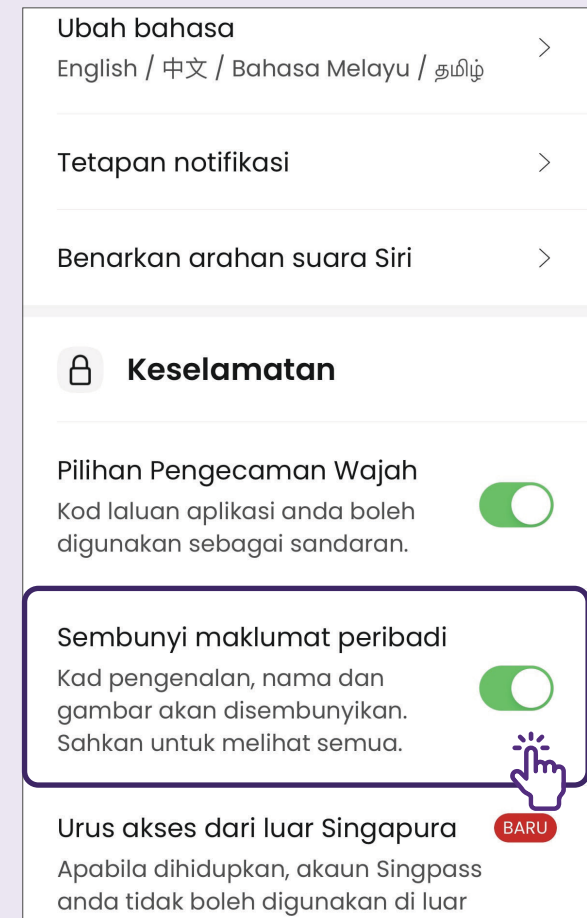 Ubah bahasa
English / 中文 / Bahasa Melayu / தமிழ்
Tetapan notifikasi
Benarkan arahan suara Siri
Keselamatan
Pilihan Pengecaman Wajah
Kod laluan aplikasi anda boleh
digunakan sebagai sandaran.
Sembunyi maklumat peribadi
Kad pengenalan, nama dan
gambar akan disembunyikan.
Sahkan untuk melihat semua.
Urus akses dari luar Singapura BARU
Apabila dihidupkan, akaun Singpass
anda tidak boleh digunakan di luar